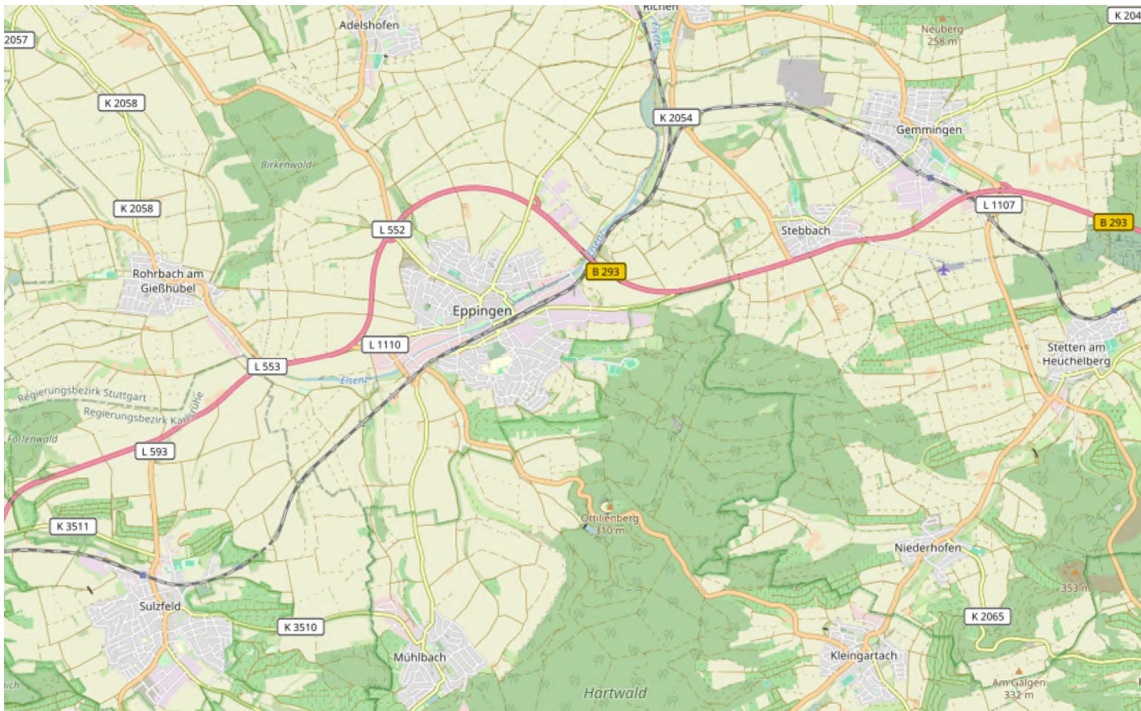 Richen
K 204
Adelshofen
Neuberg
258 m
2057
K 2058
K 2054
Gemmingen
Birkenwald
K 2058
L 1107
L 552
B 293
Stebbach
Elsenz
B 293
Rohrbach am
Gießhübel
Eppingen
L 1110
Stetten am
Heuchelberg
L 553
Elsenz
Regierungsbezirk Stuttgart
Regierungsbezirk Karlsruhe
Forlenwald
L 593
Ottilienberg
310 m
K 3511
Niederhofen
353 m
Sulzfeld
K 2065
K 3510
Mühlbach
Kleingartach
Am Galgen
332 m
Hartwald